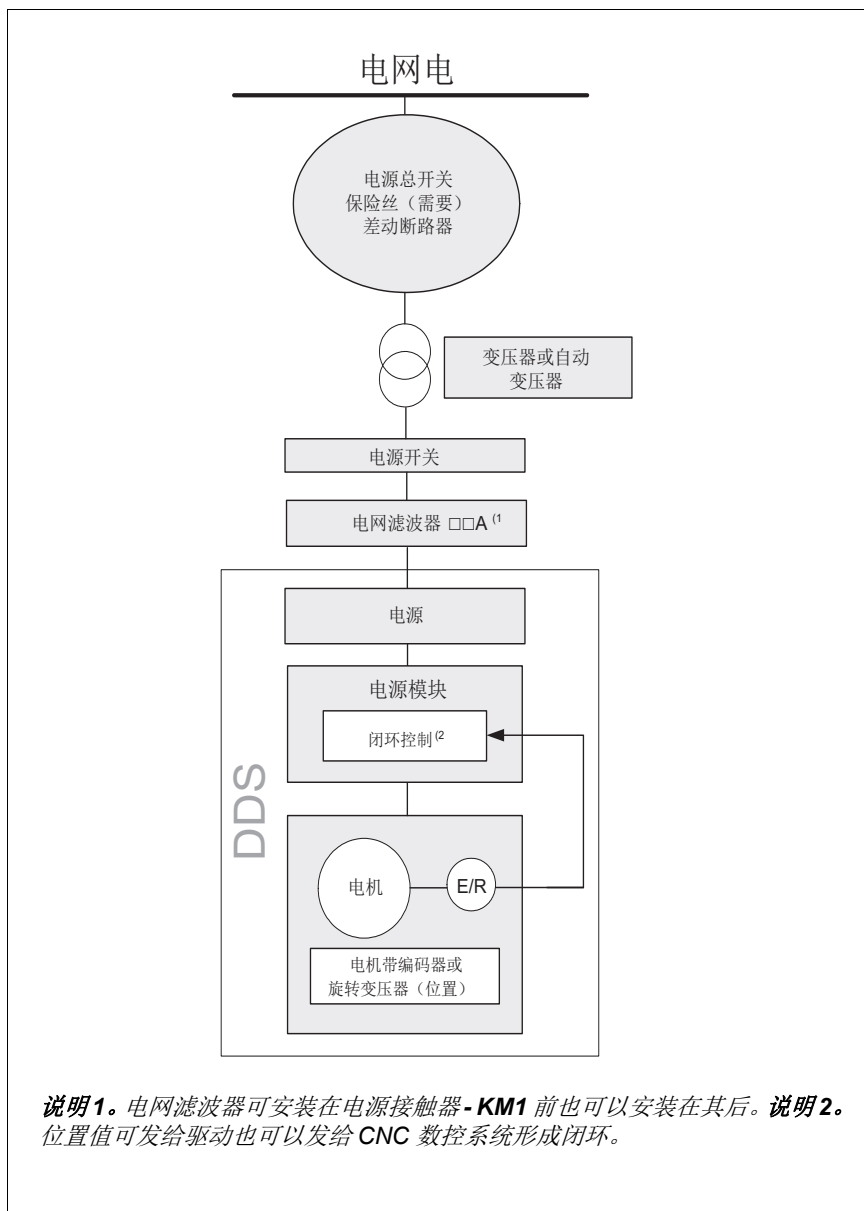 电网电
电源总开关
保险丝（需要）
差动断路器
变压器或自动
变压器
电源开关
电网滤波器 □□A (1
电源
电源模块
闭环控制(2
DDS
电机
E/R
电机带编码器或
旋转变压器（位置）
说明1。电网滤波器可安装在电源接触器- KM1 前也可以安装在其后。说明2。
位置值可发给驱动也可以发给 CNC 数控系统形成闭环。